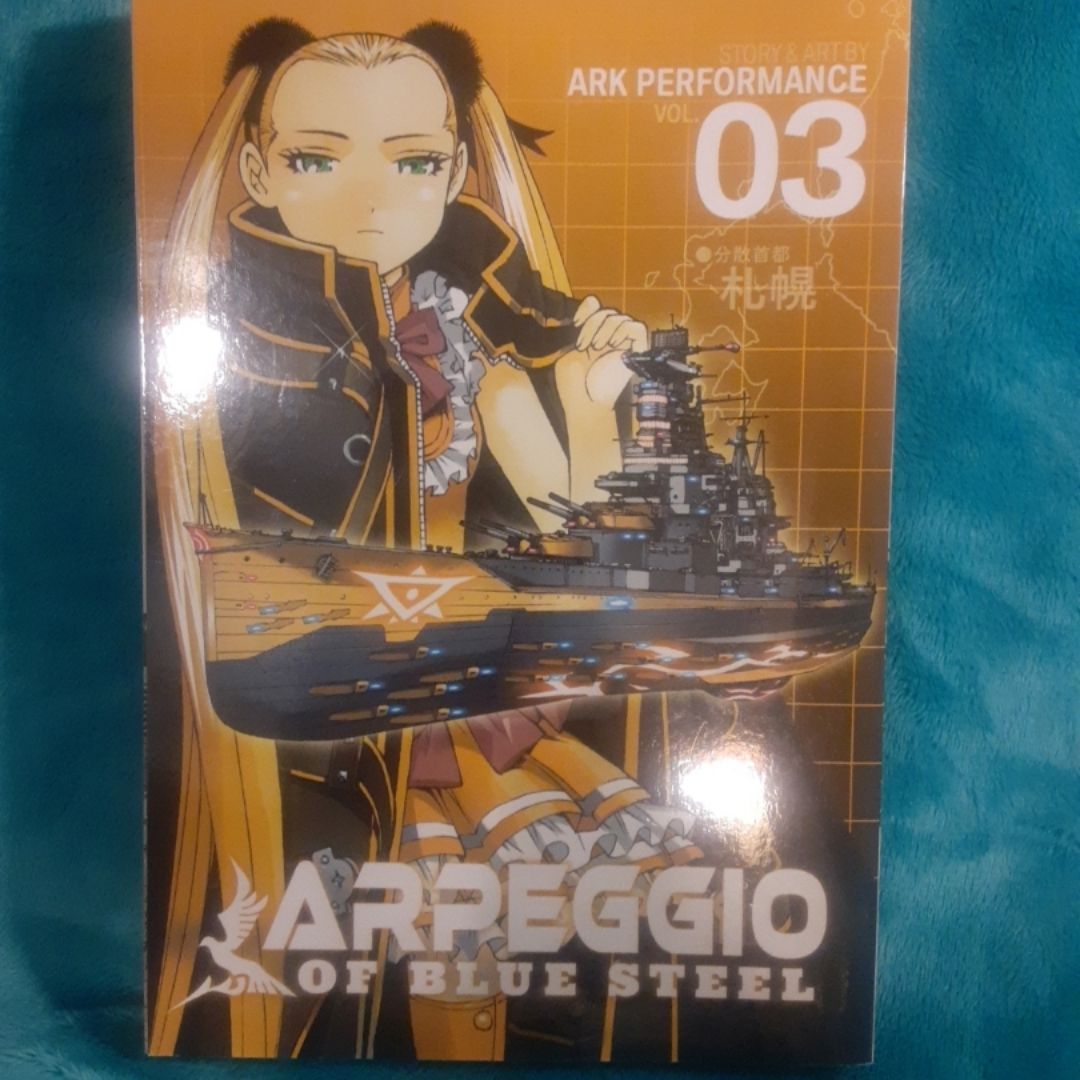 STORY & ART BY
ARK PERFORMANCE
VOL.
03
分散首都
札幌
ARPEGGIO
OF BLUE STEEL